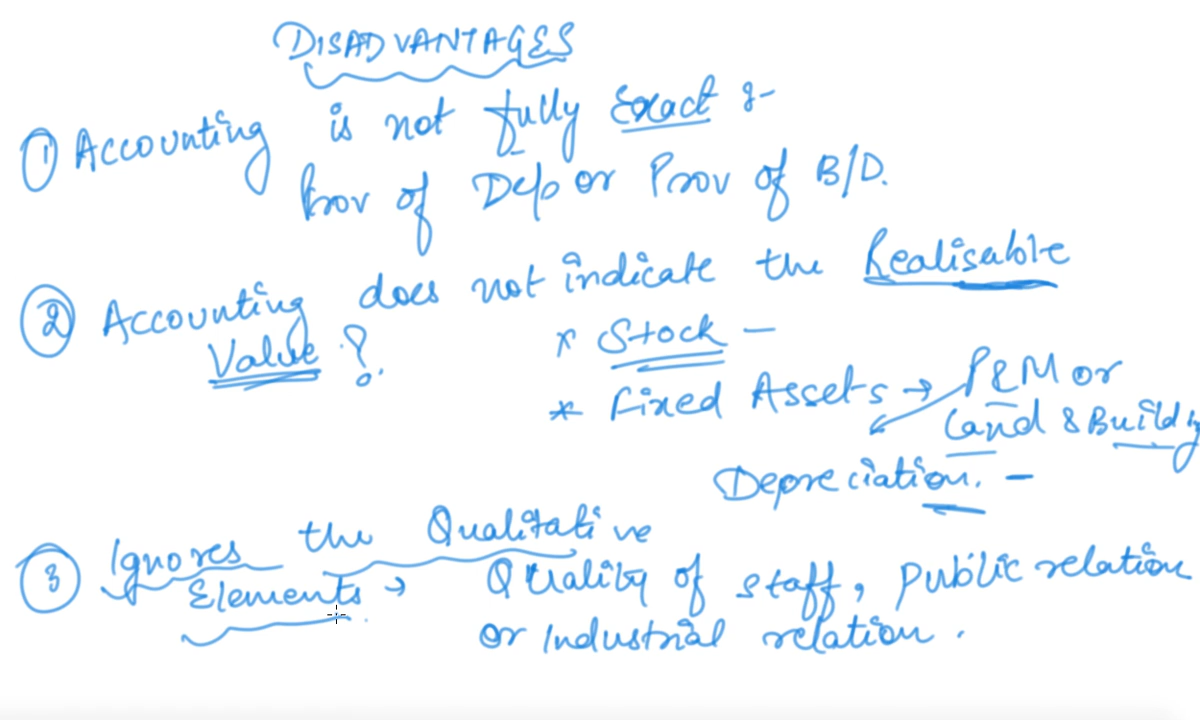 DISADVANTAGES
① Accounting is not fully Exact :-
Prov of Dep or Prov of B/D.
② Accounting does not indicate the Realisable
Value ?
* Stock -
* Fixed Assets → P&M or
Land & Buildg
Depreciation. -
③ Ignores the Qualitative
Elements → Quality of staff, public relation
or Industrial relation.